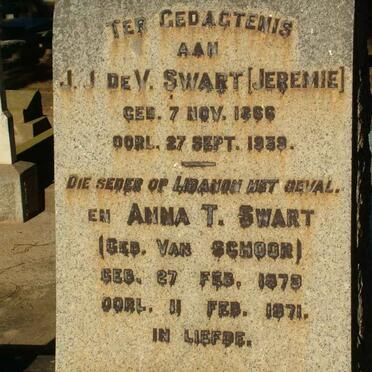 TER GEDAGTENIS
AAN
J. J. DE V. SWART [JEREMIE]
GEB. 7 NOV. 1866
OORL. 27 SEPT. 1939.
DIE SEDER OP LIBANON HET GEVAL.
EN ANNA T. SWART
(GEB. VAN SCHOOR)
GEB. 27 FEB. 1879
OORL. 11 FEB. 1971.
IN LIEFDE.